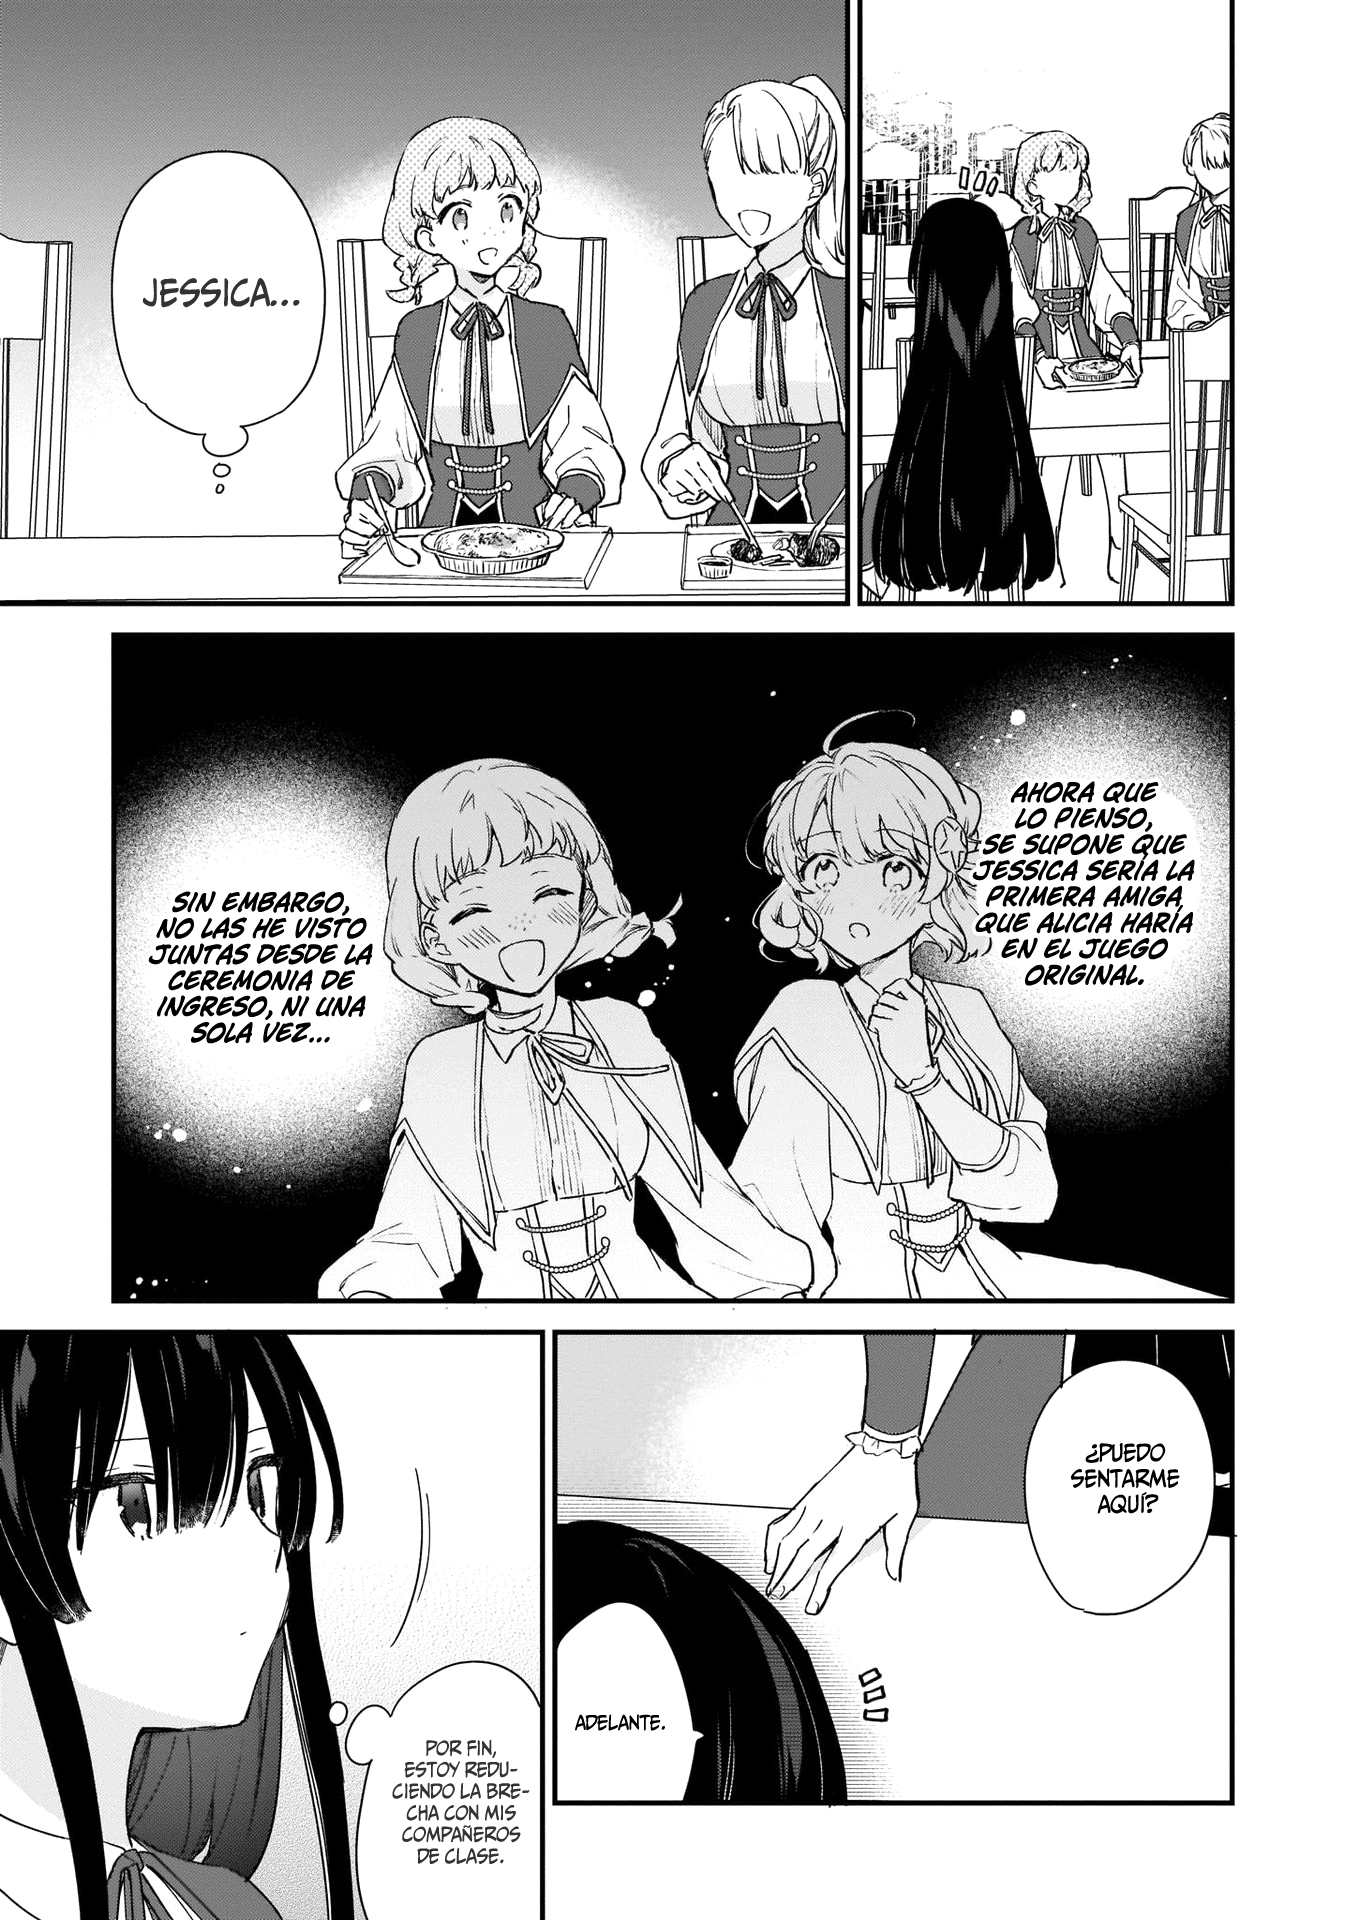 JESSICA...
AHORA QUE
LO PIENSO,
SE SUPONE QUE
JESSICA SERÍA LA
PRIMERA AMIGA
QUE ALICIA HARÍA
EN EL JUEGO
ORIGINAL.
SIN EMBARGO,
NO LAS HE VISTO
JUNTAS DESDE LA
CEREMONIA DE
INGRESO, NI UNA
SOLA VEZ...
¿PUEDO
SENTARME
AQUÍ?
ADELANTE.
POR FIN,
ESTOY REDU-
CIENDO LA BRE-
CHA CON MIS
COMPAÑEROS
DE CLASE.